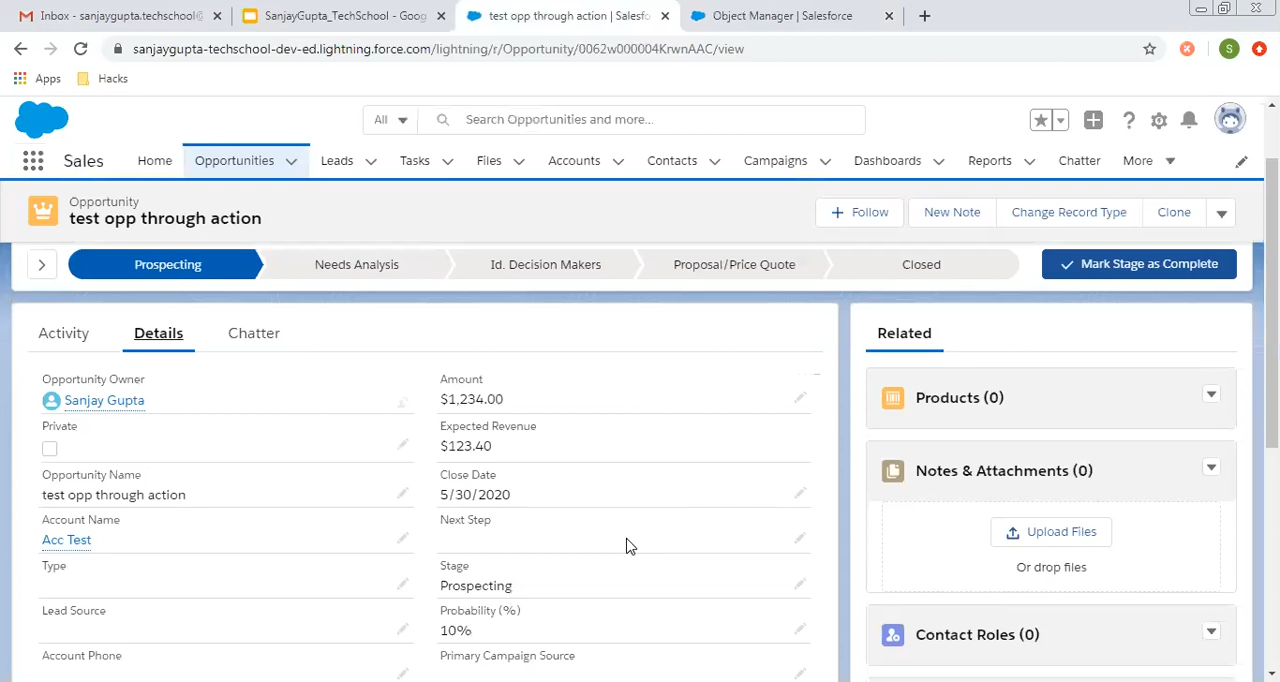 Inbox - sanjaygupta.techschool@
SanjayGupta_TechSchool - Goog
test opp through action | Salesfo
Object Manager | Salesforce
sanjaygupta-techschool-dev-ed.lightning.force.com/lightning/r/Opportunity/0062w000004KrwnAAC/view
S
Apps
Hacks
All
Search Opportunities and more...
Sales
Home
Opportunities
Leads
Tasks
Files
Accounts
Contacts
Campaigns
Dashboards
Reports
Chatter
More
Opportunity
test opp through action
Follow
New Note
Change Record Type
Clone
Prospecting
Needs Analysis
Id. Decision Makers
Proposal/Price Quote
Closed
Mark Stage as Complete
Activity
Details
Chatter
Related
Opportunity Owner
Sanjay Gupta
Amount
$1,234.00
Private
Expected Revenue
$123.40
Opportunity Name
test opp through action
Close Date
5/30/2020
Account Name
Acc Test
Next Step
Type
Stage
Prospecting
Lead Source
Probability (%)
10%
Account Phone
Primary Campaign Source
Products (0)
Notes & Attachments (0)
Upload Files
Or drop files
Contact Roles (0)